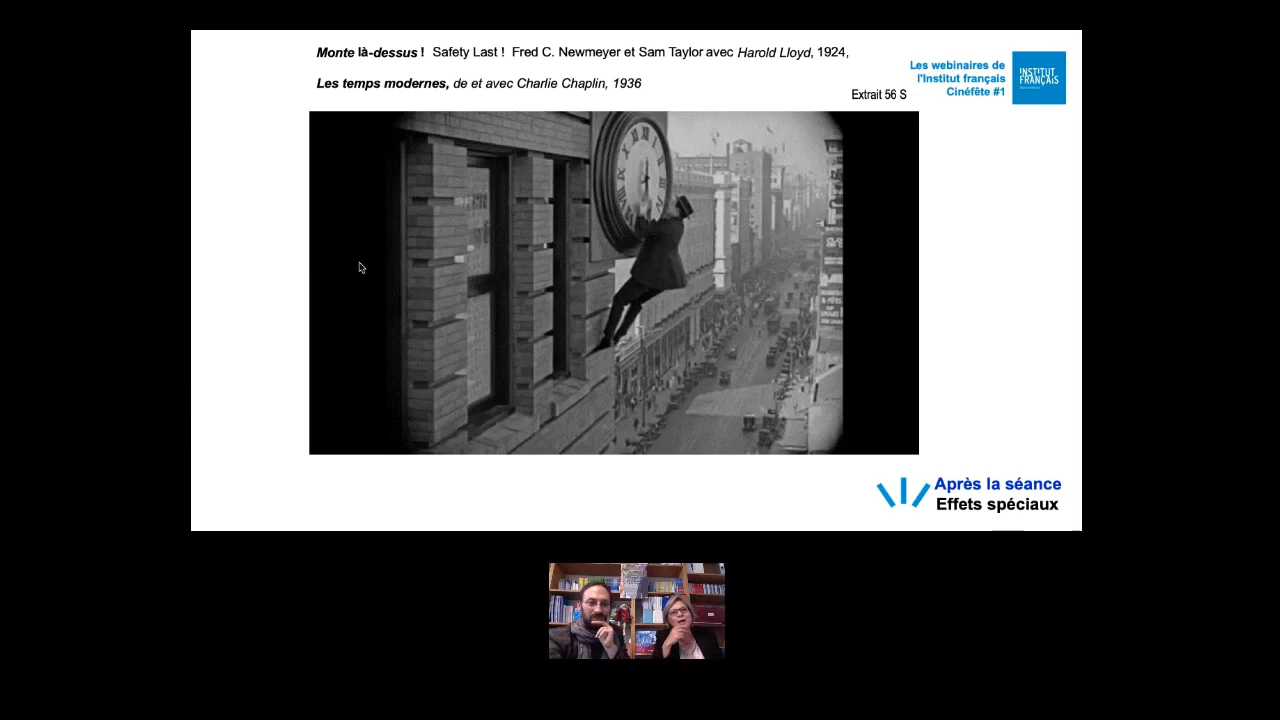 Monte là-dessus ! Safety Last ! Fred C. Newmeyer et Sam Taylor avec Harold Lloyd, 1924,
Les temps modernes, de et avec Charlie Chaplin, 1936
Extrait 56 S
Les webinaires de
l'Institut français
Cinéfête #1
INSTITUT
FRANÇAIS
Après la séance
Effets spéciaux